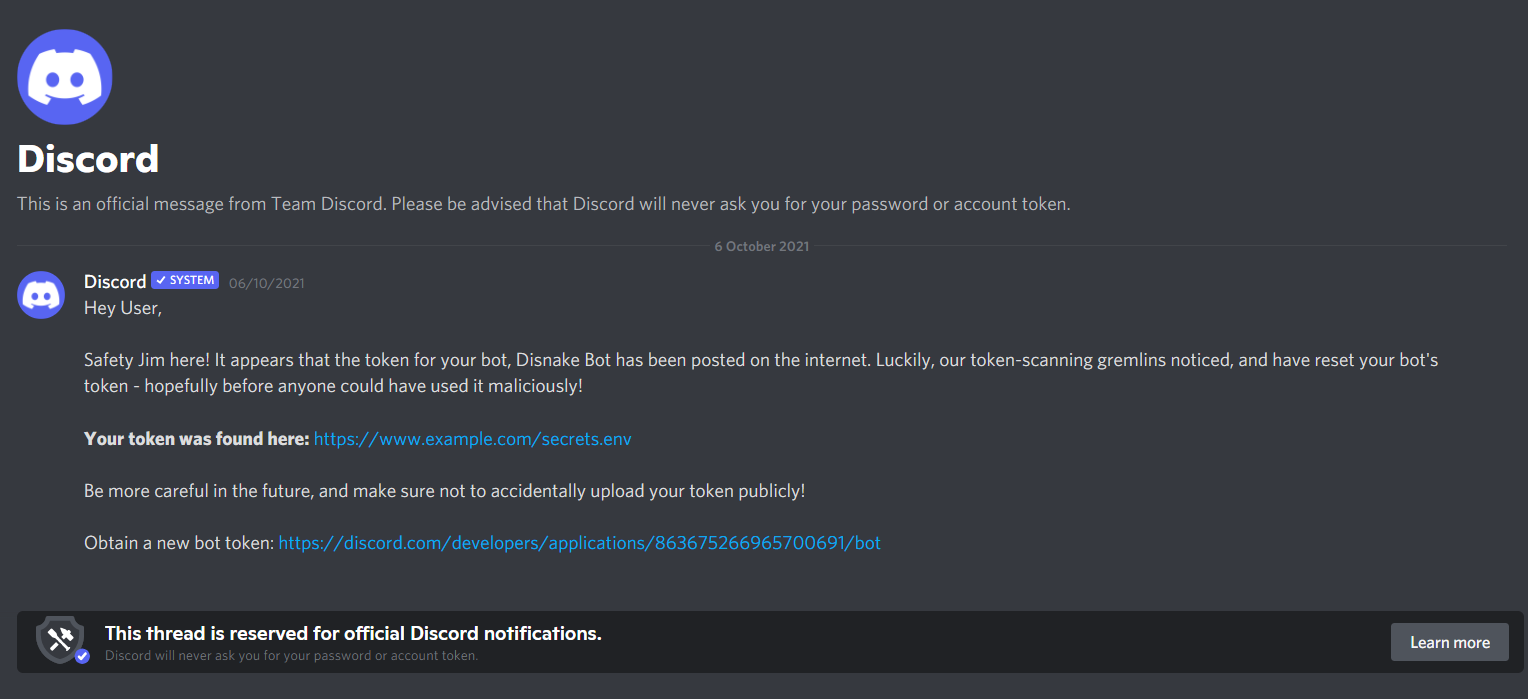 Discord
This is an official message from Team Discord. Please be advised that Discord will never ask you for your password or account token.
6 October 2021
Discord ✓ SYSTEM 06/10/2021
Hey User,
Safety Jim here! It appears that the token for your bot, Disnake Bot has been posted on the internet. Luckily, our token-scanning gremlins noticed, and have reset your bot's
token - hopefully before anyone could have used it maliciously!
Your token was found here: https://www.example.com/secrets.env
Be more careful in the future, and make sure not to accidentally upload your token publicly!
Obtain a new bot token: https://discord.com/developers/applications/863675266965700691/bot
This thread is reserved for official Discord notifications.
Discord will never ask you for your password or account token.
Learn more